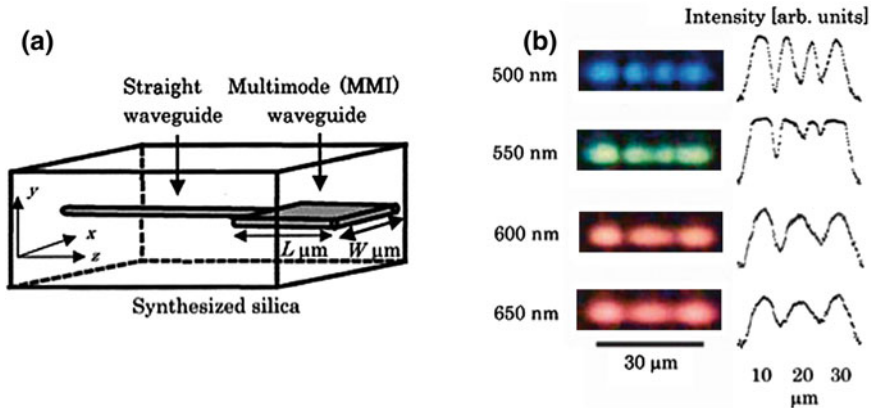 (a)
Straight
waveguide
Multimode (MMI)
waveguide
y
x
z
L μm
W μm
Synthesized silica
(b)
Intensity [arb. units]
500 nm
550 nm
600 nm
650 nm
30 μm
10 20 30
μm